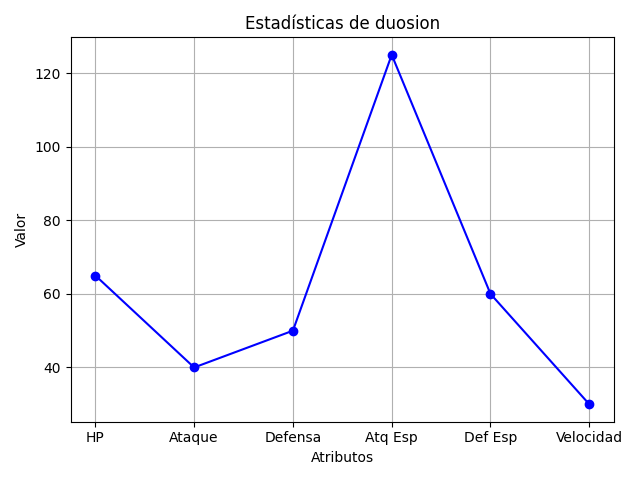 Estadísticas de duosion
Valor
120
100
80
60
40
HP Ataque Defensa Atq Esp Def Esp Velocidad
Atributos